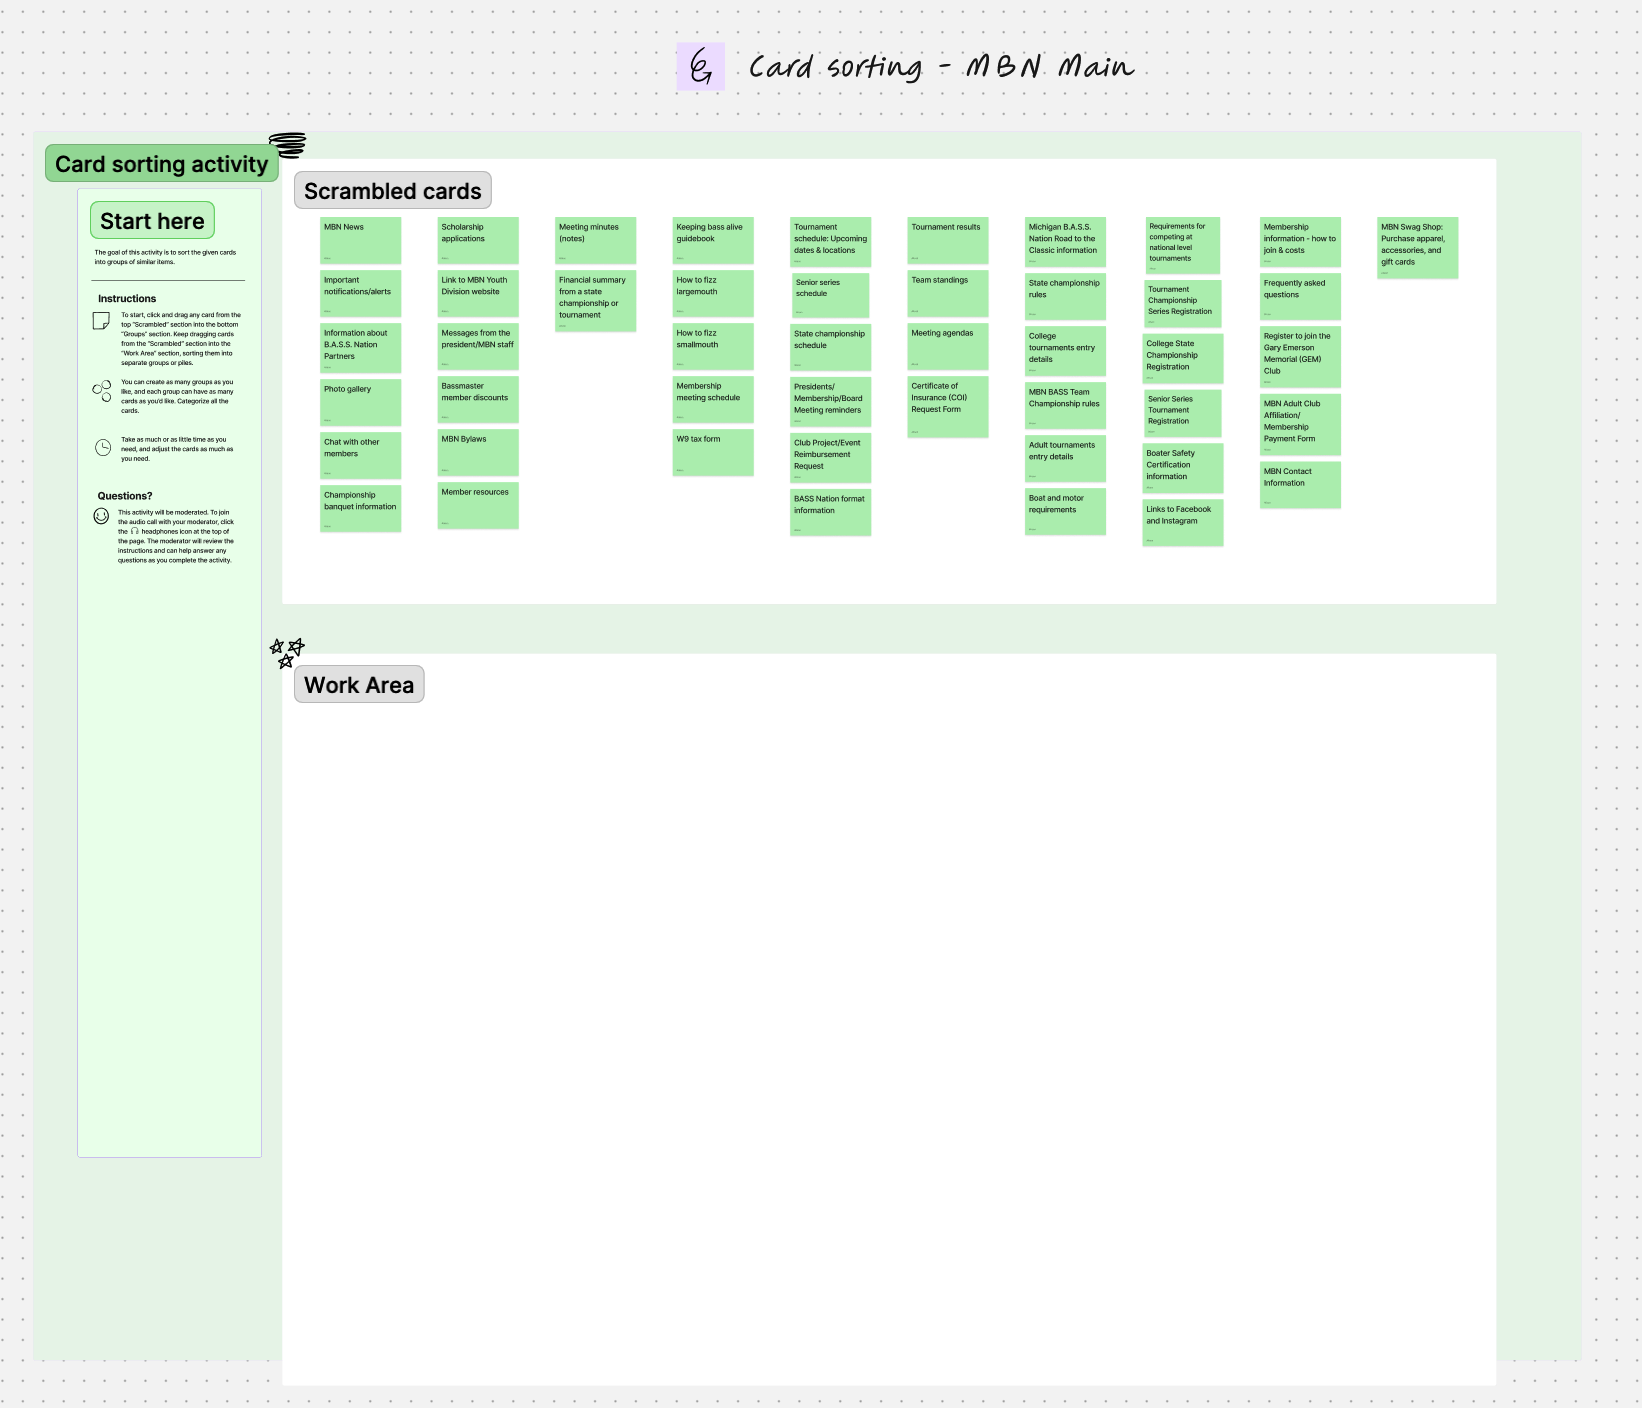 Card sorting - MBN Main
Card sorting activity
Start here
The goal of this activity is to sort the given cards
into groups of similar items.
Instructions
To start, click and drag any card from the
top "Scrambled" section into the bottom
"Groups" section. Keep dragging cards
from the "Scrambled" section into the
"Work Area" section, sorting them into
separate groups or piles.
You can create as many groups as you
like, and each group can have as many
cards as you'd like. Categorize all the
cards.
Take as much or as little time as you
need, and adjust the cards as much as
you need.
Questions?
This activity will be moderated. To join
the audio call with your moderator, click
the headphones icon at the top of
the page. The moderator will review the
instructions and can help answer any
questions as you complete the activity.
Scrambled cards
MBN News
Important
notifications/alerts
Information about
B.A.S.S. Nation
Partners
Photo gallery
Chat with other
members
Championship
banquet information
Scholarship
applications
Link to MBN Youth
Division website
Messages from the
president/MBN staff
Bassmaster
member discounts
MBN Bylaws
Member resources
Meeting minutes
(notes)
Financial summary
from a state
championship or
tournament
Keeping bass alive
guidebook
How to fizz
largemouth
How to fizz
smallmouth
Membership
meeting schedule
W9 tax form
Tournament
schedule: Upcoming
dates & locations
Senior series
schedule
State championship
schedule
Presidents/
Membership/Board
Meeting reminders
Club Project/Event
Reimbursement
Request
BASS Nation format
information
Tournament results
Team standings
Meeting agendas
Certificate of
Insurance (COI)
Request Form
Michigan B.A.S.S.
Nation Road to the
Classic information
State championship
rules
College
tournaments entry
details
MBN BASS Team
Championship rules
Adult tournaments
entry details
Boat and motor
requirements
Requirements for
competing at
national level
tournaments
Tournament
Championship
Series Registration
College State
Championship
Registration
Senior Series
Tournament
Registration
Boater Safety
Certification
information
Links to Facebook
and Instagram
Membership
information - how to
join & costs
Frequently asked
questions
Register to join the
Gary Emerson
Memorial (GEM)
Club
MBN Adult Club
Affiliation/
Membership
Payment Form
MBN Contact
Information
MBN Swag Shop:
Purchase apparel,
accessories, and
gift cards
Work Area